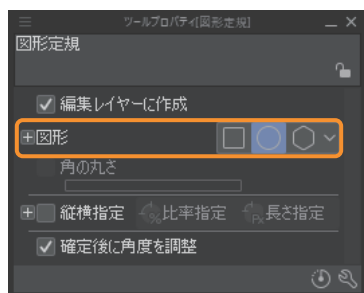 ツールプロパティ[図形定規]
図形定規
編集レイヤーに作成
図形
角の丸さ
縦横指定 比率指定 長さ指定
確定後に角度を調整